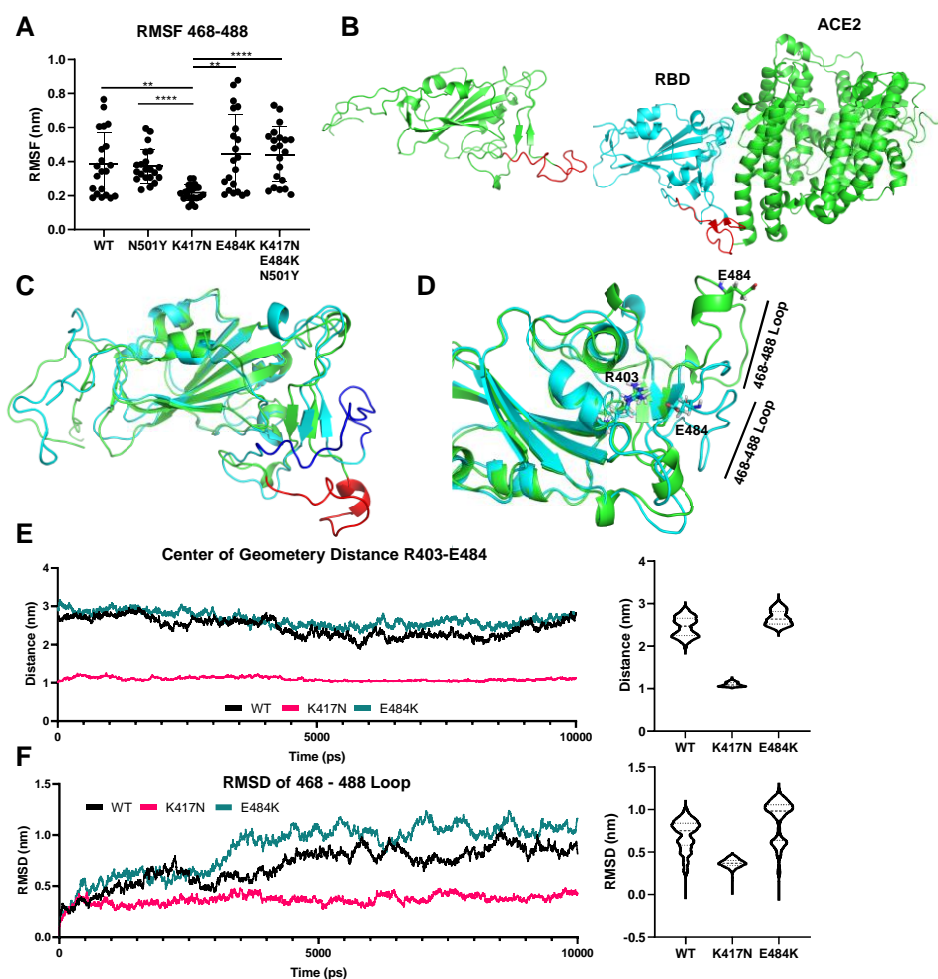 A
RMSF 468-488
RMSF (nm)
1.0
0.8
0.6
0.4
0.2
0.0
**
****
**
****
WT
N501Y
K417N
E484K
K417N
E484K
N501Y
B
RBD
ACE2
C
D
E484
R403
E484
468-488 Loop
468-488 Loop
E
Center of Geometery Distance R403-E484
Distance (nm)
4
3
2
1
0
WT K417N E484K
0 5000 10000
Time (ps)
Distance (nm)
4
3
2
1
0
WT K417N E484K
F
RMSD of 468 - 488 Loop
WT K417N E484K
RMSD (nm)
1.5
1.0
0.5
0.0
0 5000 10000
Time (ps)
RMSD (nm)
1.5
1.0
0.5
0.0
-0.5
WT K417N E484K